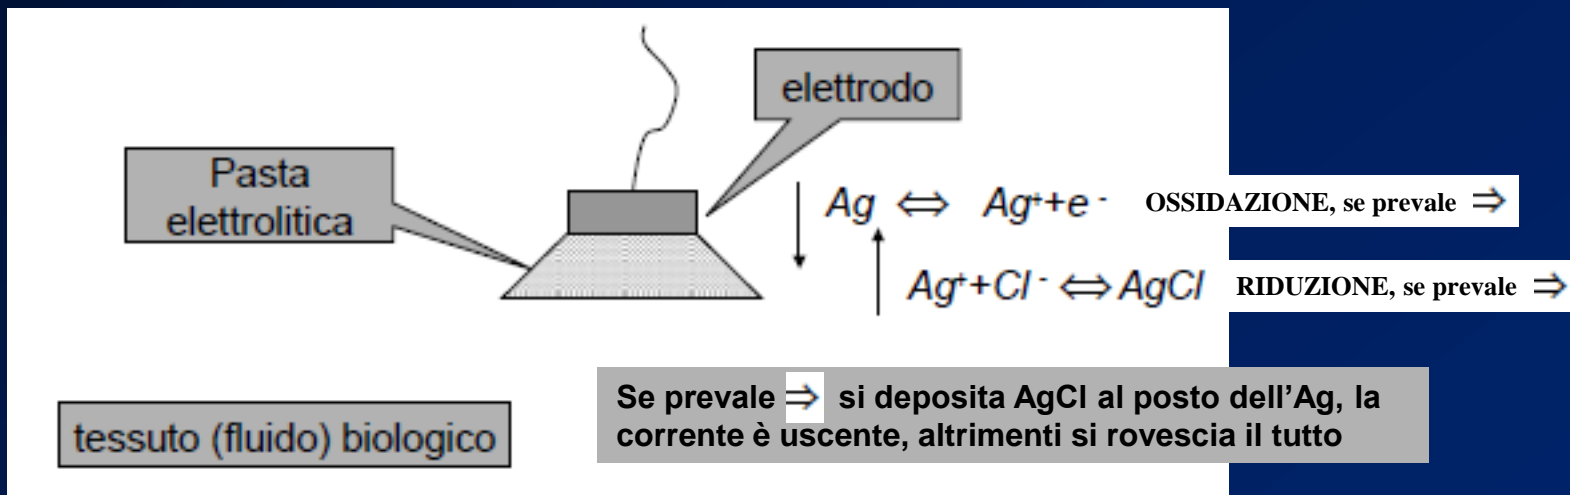 elettrodo
Pasta
elettrolitica
Ag ⇔ Ag⁺+e⁻ OSSIDAZIONE, se prevale ⇒
Ag⁺+Cl⁻ ⇔ AgCl RIDUZIONE, se prevale ⇒
Se prevale ⇒ si deposita AgCl al posto dell'Ag, la
corrente è uscente, altrimenti si rovescia il tutto
tessuto (fluido) biologico